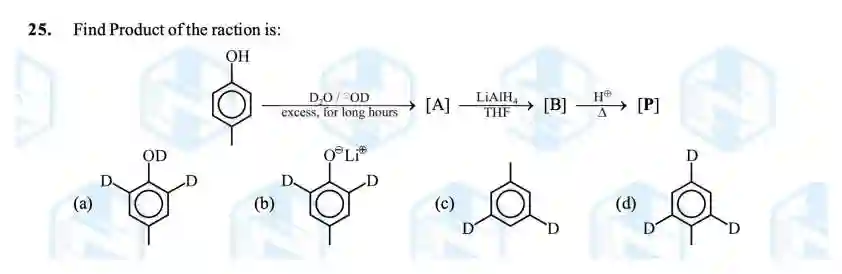 25. Find Product of the raction is:
OH
D₂O / ⊖OD
excess, for long hours
[A]
LiAlH₄
THF
[B]
H⊕
Δ
[P]
(a)
OD
D
D
(b)
O⊖Li⊕
D
D
(c)
D
D
(d)
D
D
D